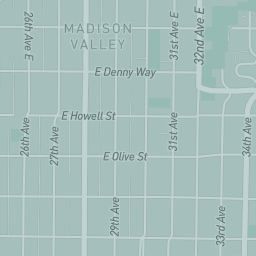 26th Ave E
MADISON
VALLEY
31st Ave E
32nd Ave E
E Denny Way
E Howell St
26th Ave
27th Ave
31st Ave
34th Ave
E Olive St
29th Ave
33rd Ave